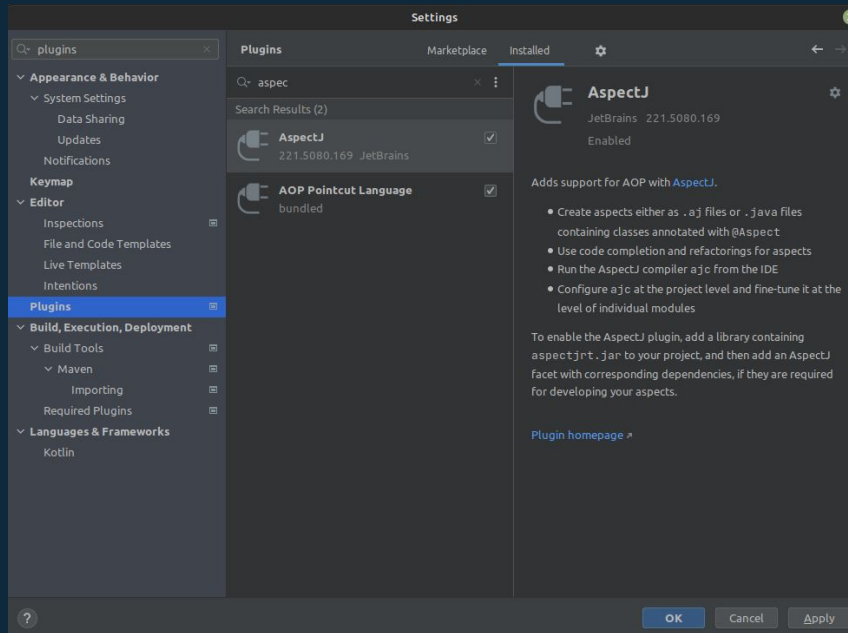 Settings
plugins
Appearance & Behavior
System Settings
Data Sharing
Updates
Notifications
Keymap
Editor
Inspections
File and Code Templates
Live Templates
Intentions
Plugins
Build, Execution, Deployment
Build Tools
Maven
Importing
Required Plugins
Languages & Frameworks
Kotlin
Plugins
Marketplace
Installed
aspec
Search Results (2)
AspectJ
221.5080.169 JetBrains
AOP Pointcut Language
bundled
AspectJ
JetBrains 221.5080.169
Enabled
Adds support for AOP with AspectJ.
● Create aspects either as .aj files or .java files
containing classes annotated with @Aspect
● Use code completion and refactorings for aspects
● Run the AspectJ compiler ajc from the IDE
● Configure ajc at the project level and fine-tune it at the
level of individual modules
To enable the AspectJ plugin, add a library containing
aspectjrt.jar to your project, and then add an AspectJ
facet with corresponding dependencies, if they are required
for developing your aspects.
Plugin homepage ↗
?
OK
Cancel
Apply